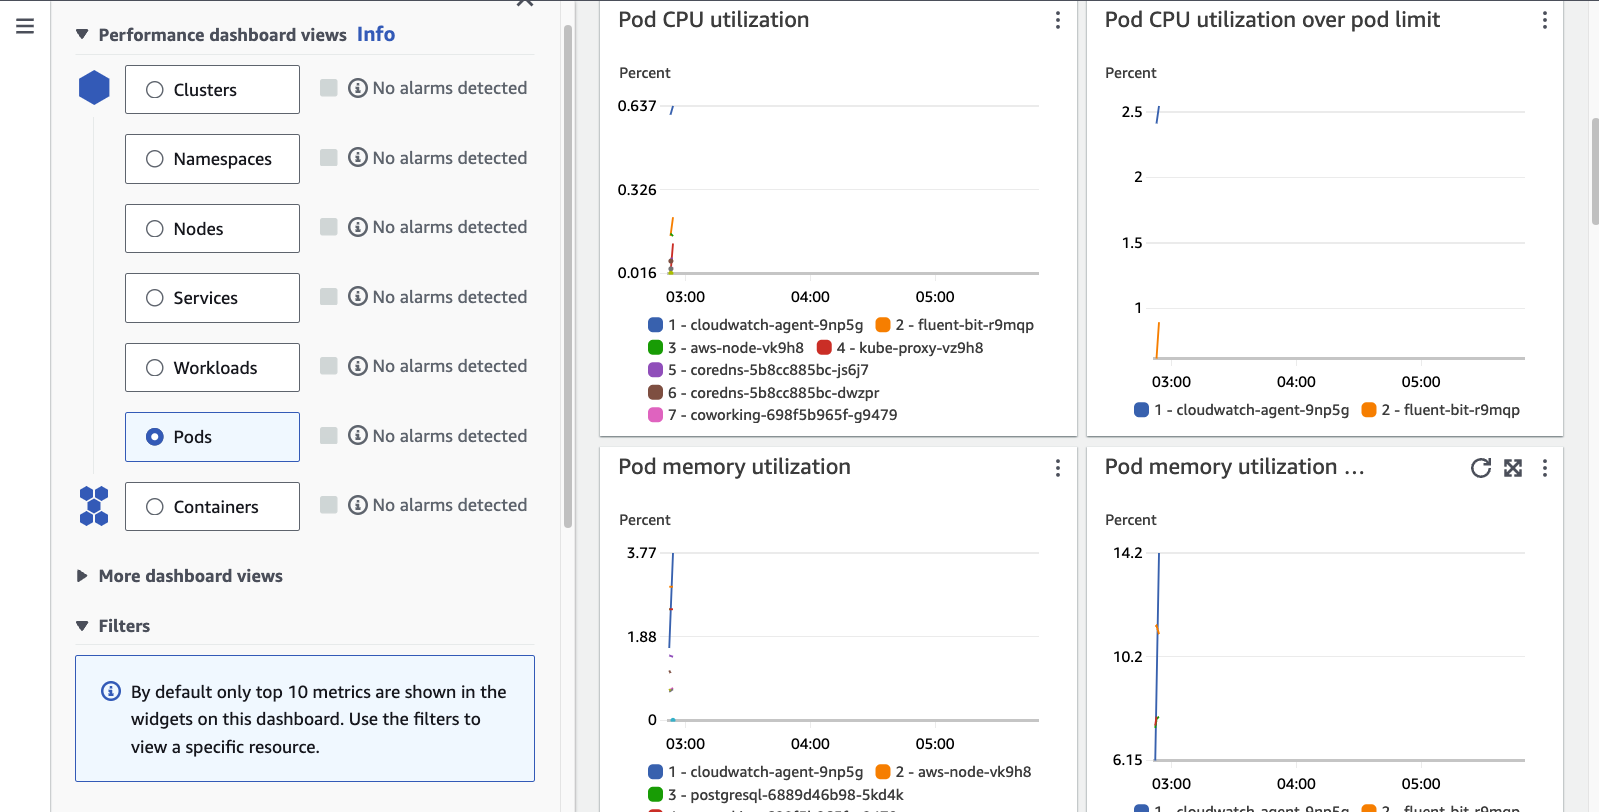 Performance dashboard views Info
Clusters No alarms detected
Namespaces No alarms detected
Nodes No alarms detected
Services No alarms detected
Workloads No alarms detected
Pods No alarms detected
Containers No alarms detected
More dashboard views
Filters
By default only top 10 metrics are shown in the
widgets on this dashboard. Use the filters to
view a specific resource.
Pod CPU utilization
Percent
0.637
0.326
0.016
03:00 04:00 05:00
1 - cloudwatch-agent-9np5g 2 - fluent-bit-r9mqp
3 - aws-node-vk9h8 4 - kube-proxy-vz9h8
5 - coredns-5b8cc885bc-js6j7
6 - coredns-5b8cc885bc-dwzpr
7 - coworking-698f5b965f-g9479
Pod CPU utilization over pod limit
Percent
2.5
2
1.5
1
03:00 04:00 05:00
1 - cloudwatch-agent-9np5g 2 - fluent-bit-r9mqp
Pod memory utilization
Percent
3.77
1.88
0
03:00 04:00 05:00
1 - cloudwatch-agent-9np5g 2 - aws-node-vk9h8
3 - postgresql-6889d46b98-5kd4k
Pod memory utilization ...
Percent
14.2
10.2
6.15
03:00 04:00 05:00
1 - cloudwatch-agent-9np5g 2 - fluent-bit-r9mqp